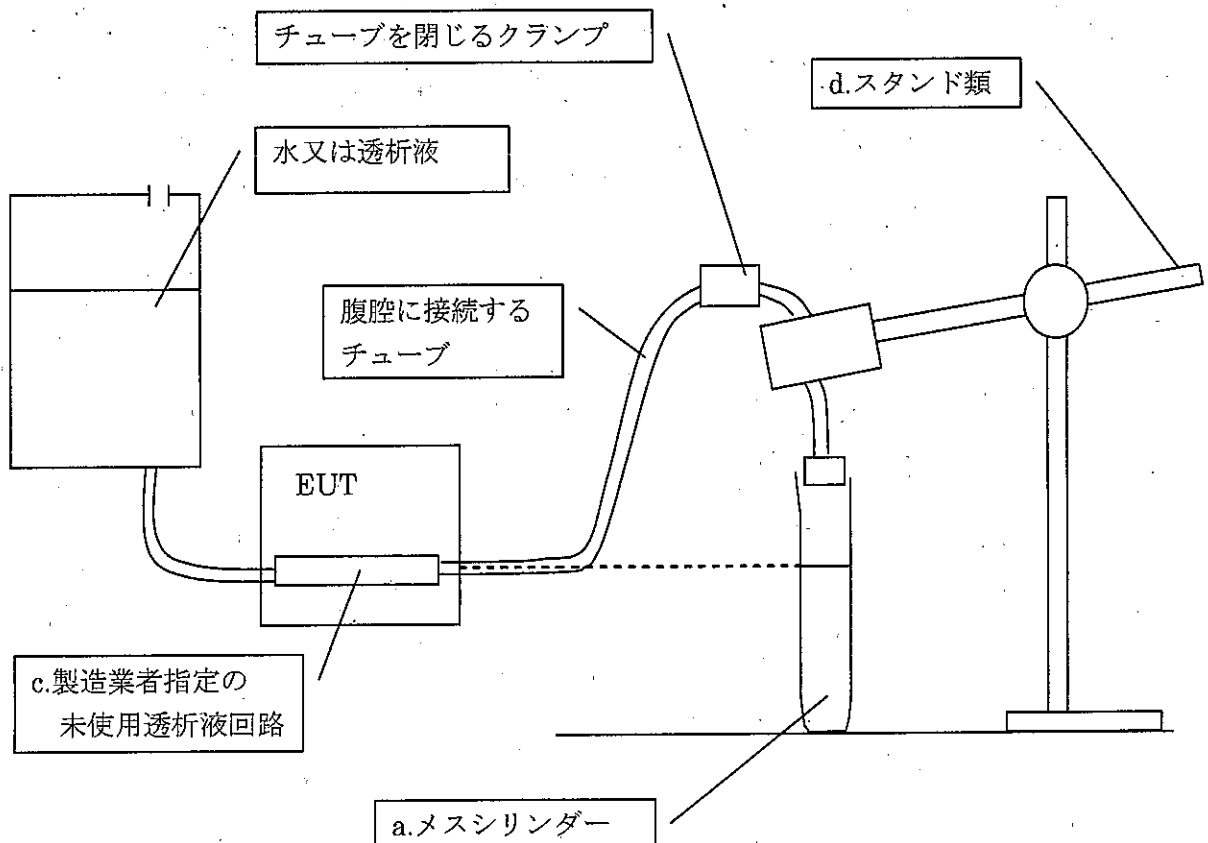 チューブを閉じるクランプ
d.スタンド類
水又は透析液
腹腔に接続する
チューブ
EUT
c.製造業者指定の
未使用透析液回路
a.メスシリンダー